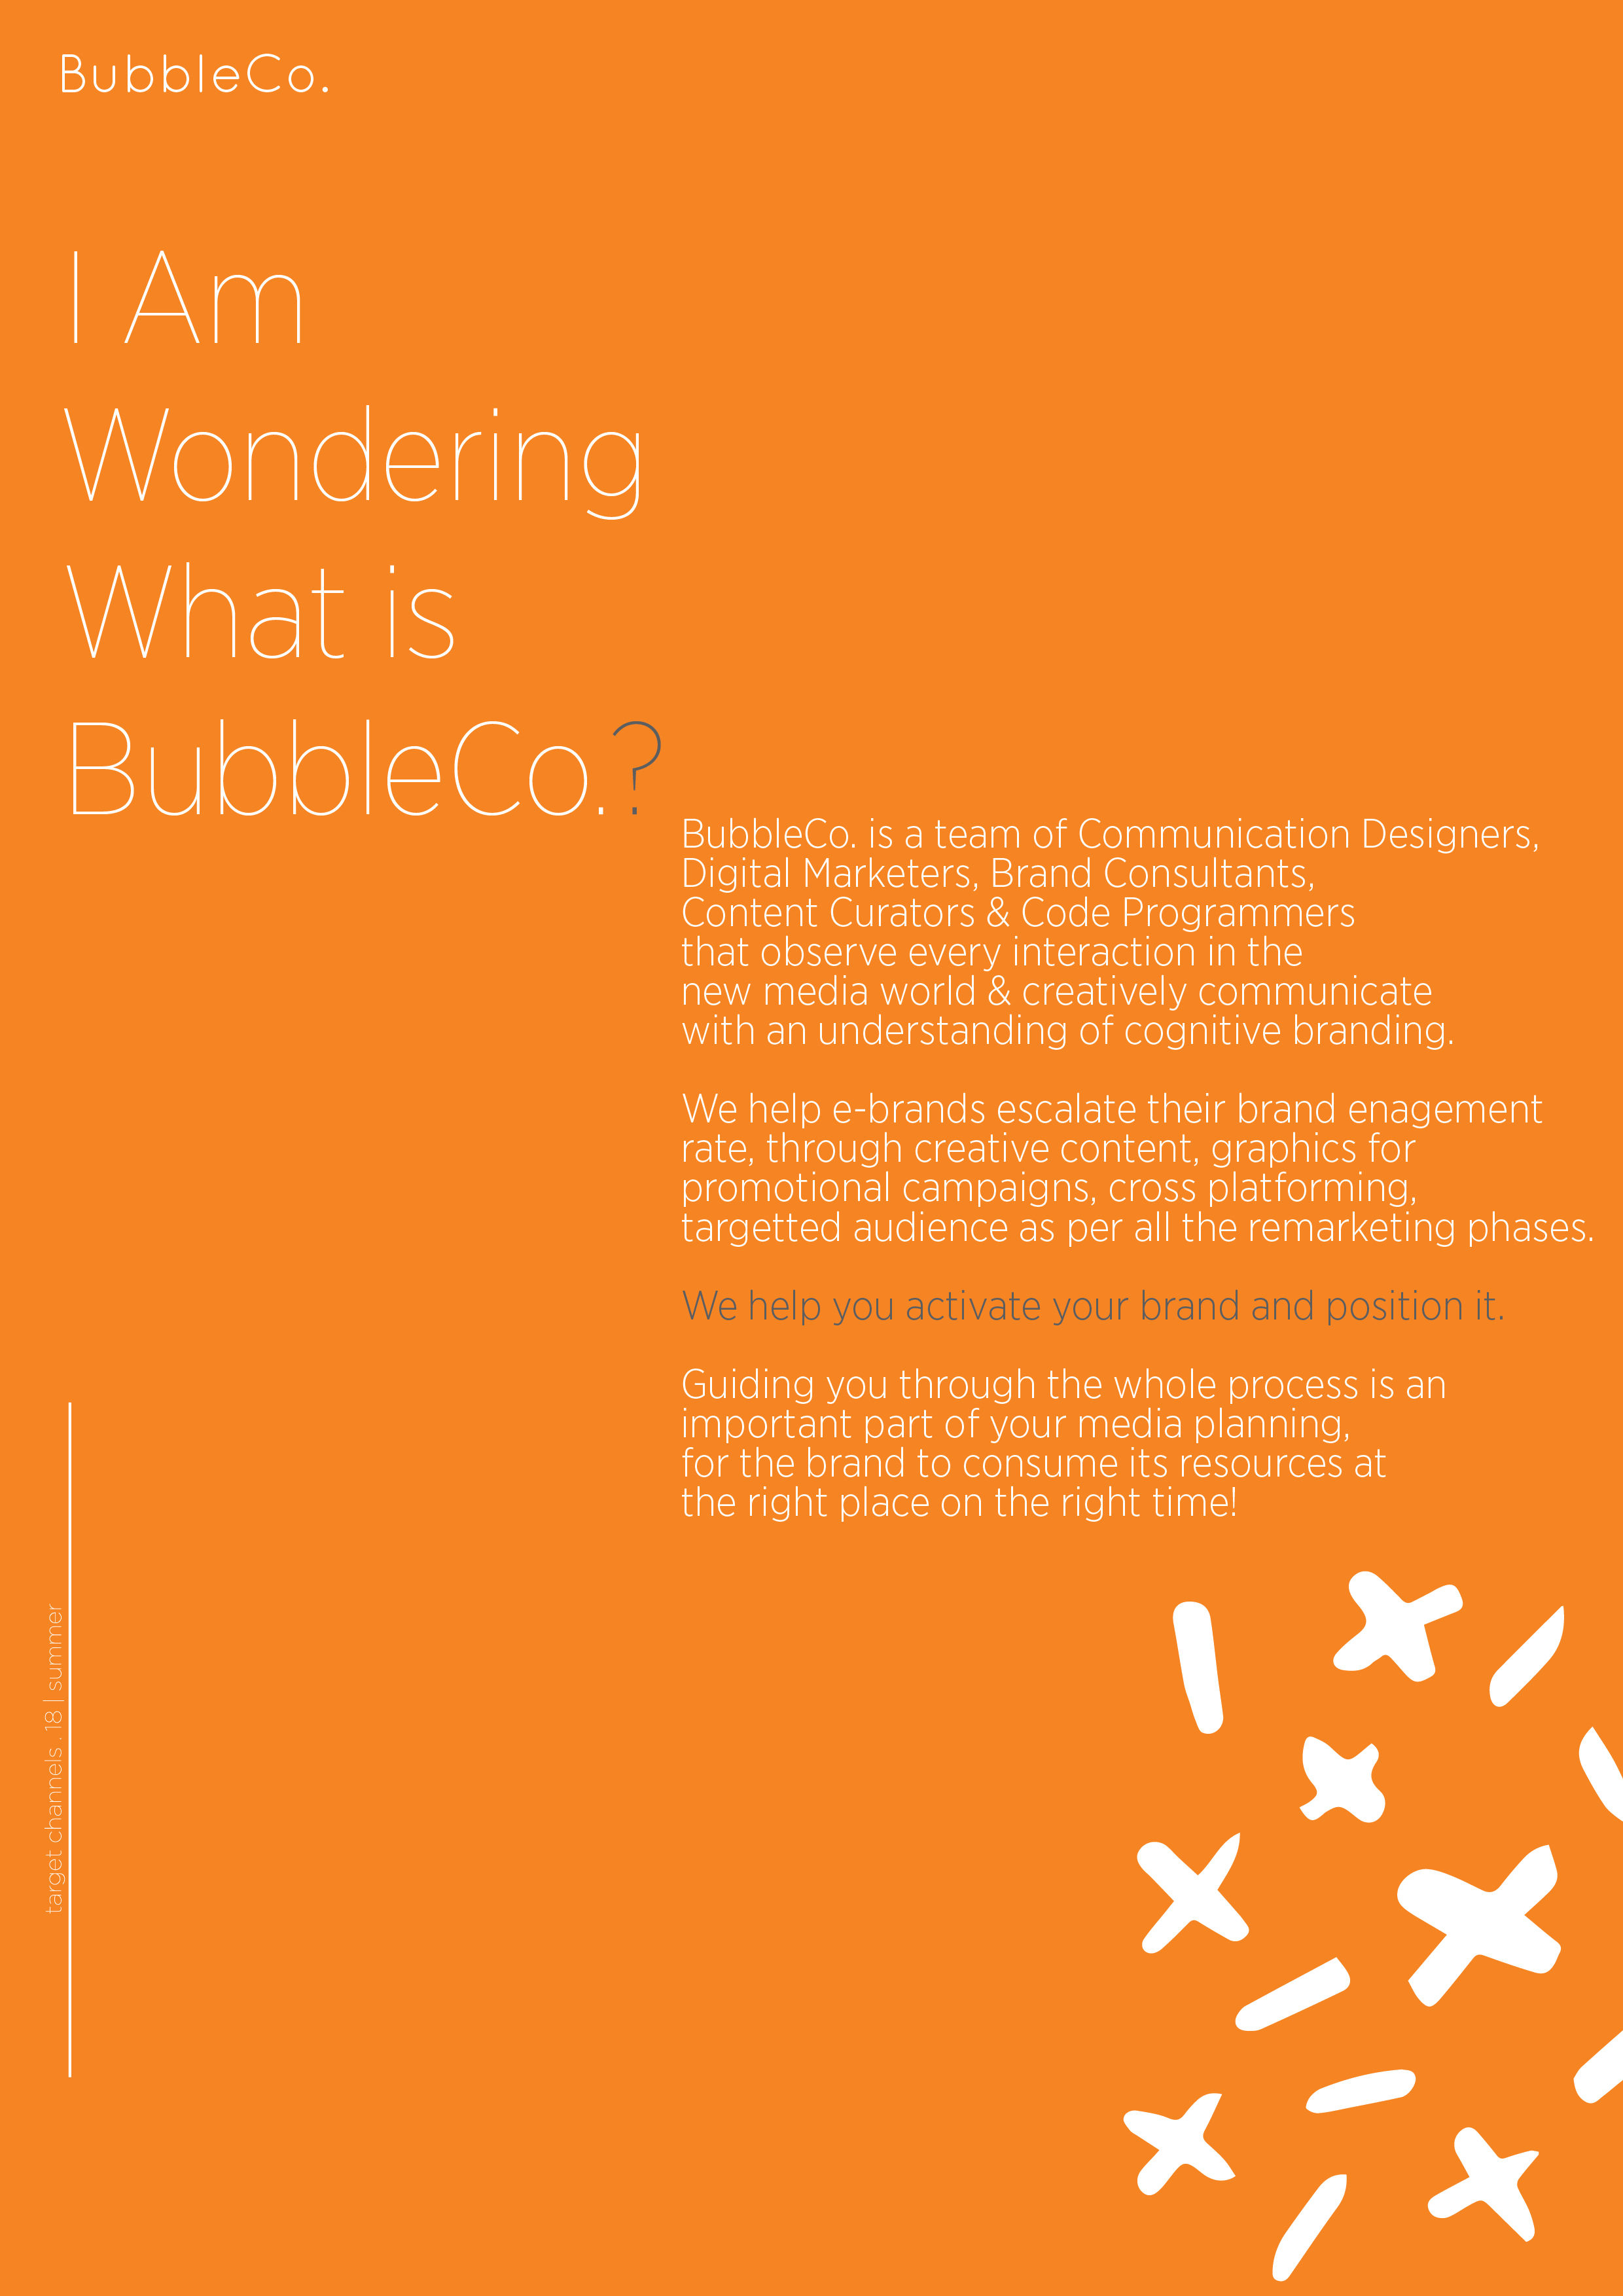 BubbleCo.
I Am
Wondering
What is
BubbleCo.?
BubbleCo. is a team of Communication Designers,
Digital Marketers, Brand Consultants,
Content Curators & Code Programmers
that observe every interaction in the
new media world & creatively communicate
with an understanding of cognitive branding.
We help e-brands escalate their brand enagement
rate, through creative content, graphics for
promotional campaigns, cross platforming,
targetted audience as per all the remarketing phases.
We help you activate your brand and position it.
Guiding you through the whole process is an
important part of your media planning,
for the brand to consume its resources at
the right place on the right time!
target channels . 18 | summer